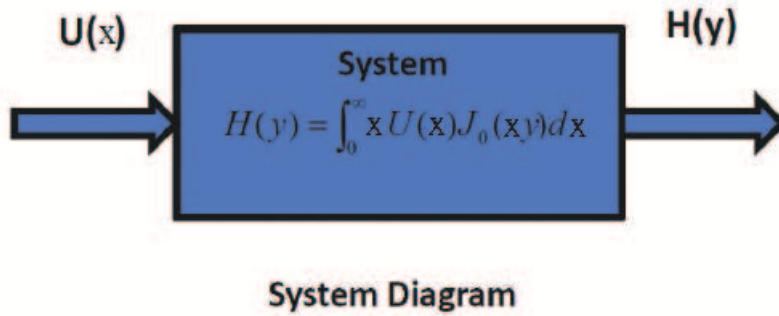 U(x)
H(y)
System
H(y) = ∫₀^∞ x U(x) J₀ (xy) dx
System Diagram